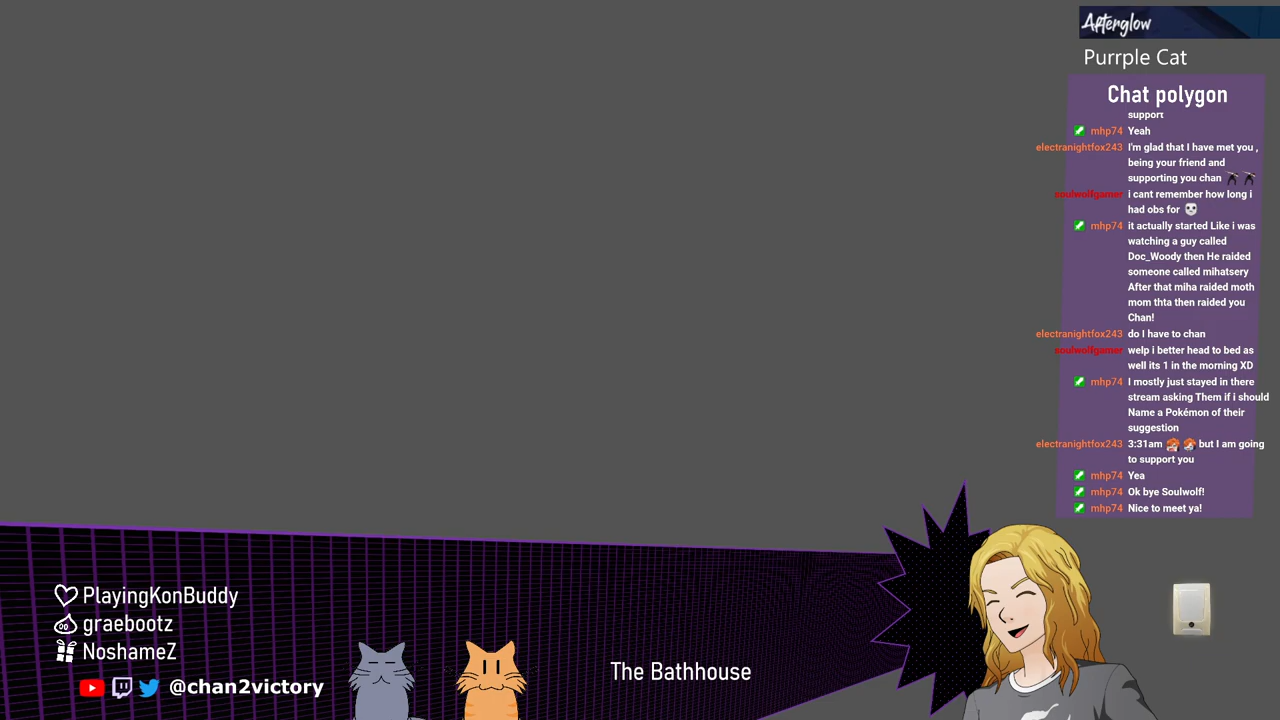 Afterglow
Purrple Cat
Chat polygon
support
mhp74 Yeah
electranightfox243 I'm glad that I have met you ,
being your friend and
supporting you chan
soulwolfgamer i cant remember how long i
had obs for
mhp74 it actually started Like i was
watching a guy called
Doc_Woody then He raided
someone called mihatsery
After that miha raided moth
mom thta then raided you
Chan!
electranightfox243 do I have to chan
soulwolfgamer welp i better head to bed as
well its 1 in the morning XD
mhp74 I mostly just stayed in there
stream asking Them if i should
Name a Pokémon of their
suggestion
electranightfox243 3:31am but I am going
to support you
mhp74 Yea
mhp74 Ok bye Soulwolf!
mhp74 Nice to meet ya!
PlayingKonBuddy
graebootz
NoshameZ
@chan2victory
The Bathhouse